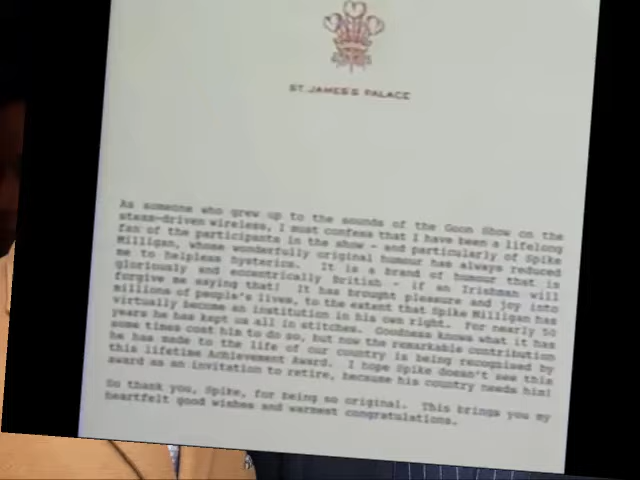 ST. JAMES'S PALACE
As someone who grew up to the sounds of the Goon Show on the
steam-driven wireless, I must confess that I have been a lifelong
fan of the participants in the show - and particularly of Spike
Milligan, whose wonderfully original humour has always reduced
me to helpless hysterics. It is a brand of humour that is
gloriously and eccentrically British - if an Irishman will
forgive me saying that! It has brought pleasure and joy into
millions of people's lives, to the extent that Spike Milligan has
virtually become an institution in his own right. For nearly 50
years he has kept us all in stitches. Goodness knows what it has
some times cost him to do so, but now the remarkable contribution
he has made to the life of our country is being recognised by
this lifetime Achievement Award. I hope Spike doesn't see this
award as an invitation to retire, because his country needs him!
So thank you, Spike, for being so original. This brings you my
heartfelt good wishes and warmest congratulations.